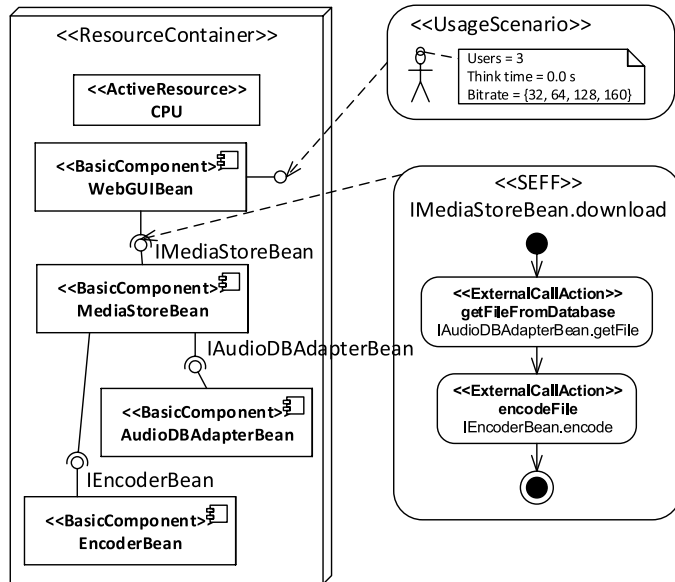 <<ResourceContainer>>
<<ActiveResource>>
CPU
<<BasicComponent>>
WebGUIBean
IMediaStoreBean
<<BasicComponent>>
MediaStoreBean
IAudioDBAdapterBean
<<BasicComponent>>
AudioDBAdapterBean
IEncoderBean
<<BasicComponent>>
EncoderBean
<<UsageScenario>>
Users = 3
Think time = 0.0 s
Bitrate = {32, 64, 128, 160}
<<SEFF>>
IMediaStoreBean.download
<<ExternalCallAction>>
getFileFromDatabase
IAudioDBAdapterBean.getFile
<<ExternalCallAction>>
encodeFile
IEncoderBean.encode